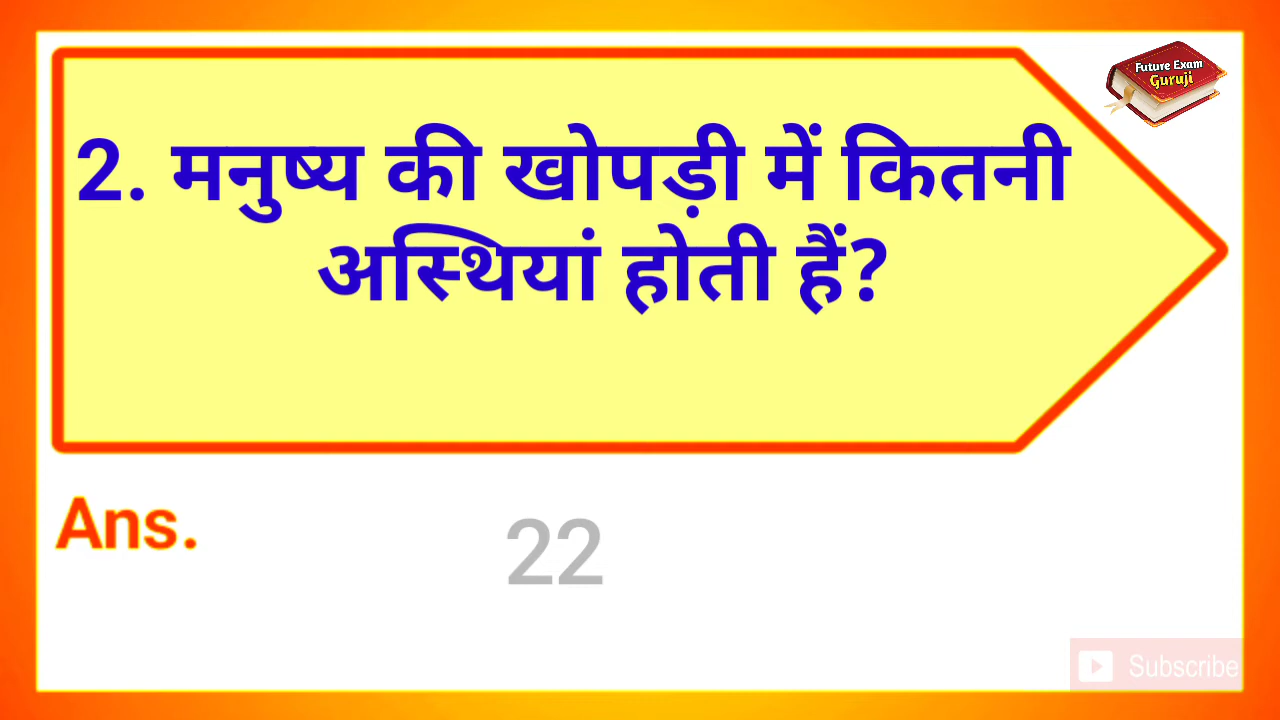 Future Exam
Guruji
2. मनुष्य की खोपड़ी में कितनी
अस्थियां होती हैं?
Ans.
22
Subscribe